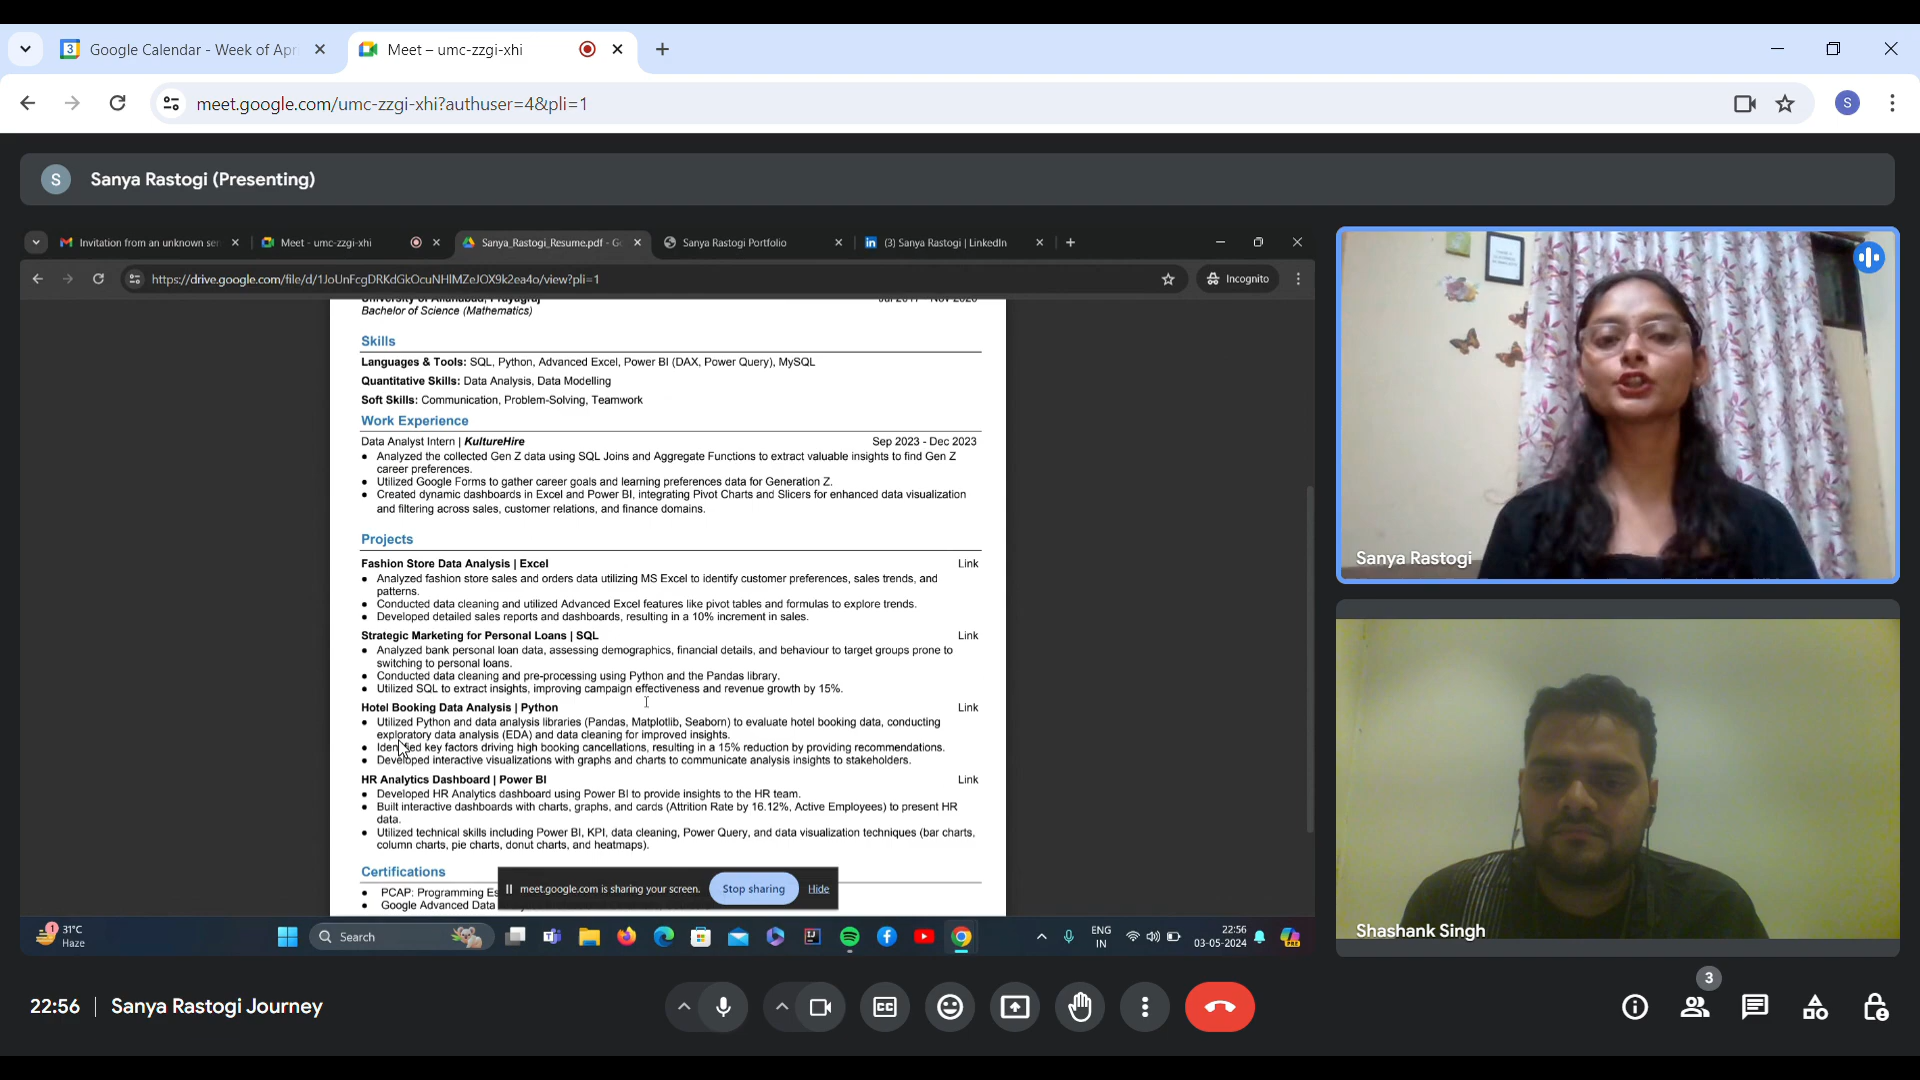 Google Calendar - Week of Apr
Meet – umc-zzgi-xhi
meet.google.com/umc-zzgi-xhi?authuser=4&pli=1
S
S
Sanya Rastogi (Presenting)
Invitation from an unknown se
Meet - umc-zzgi-xhi
Sanya_Rastogi_Resume.pdf - G
Sanya Rastogi Portfolio
(3) Sanya Rastogi | LinkedIn
https://drive.google.com/file/d/1JoUnFcgDRKdGkOcuNHIMZeJOX9k2ea4o/view?pli=1
Incognito
University of Allahabad, Prayagraj
Bachelor of Science (Mathematics)
Skills
Languages & Tools: SQL, Python, Advanced Excel, Power BI (DAX, Power Query), MySQL
Quantitative Skills: Data Analysis, Data Modelling
Soft Skills: Communication, Problem-Solving, Teamwork
Work Experience
Data Analyst Intern | KultureHire Sep 2023 - Dec 2023
• Analyzed the collected Gen Z data using SQL Joins and Aggregate Functions to extract valuable insights to find Gen Z
career preferences.
• Utilized Google Forms to gather career goals and learning preferences data for Generation Z.
• Created dynamic dashboards in Excel and Power BI, integrating Pivot Charts and Slicers for enhanced data visualization
and filtering across sales, customer relations, and finance domains.
Projects
Fashion Store Data Analysis | Excel Link
• Analyzed fashion store sales and orders data utilizing MS Excel to identify customer preferences, sales trends, and
patterns.
• Conducted data cleaning and utilized Advanced Excel features like pivot tables and formulas to explore trends.
• Developed detailed sales reports and dashboards, resulting in a 10% increment in sales.
Strategic Marketing for Personal Loans | SQL Link
• Analyzed bank personal loan data, assessing demographics, financial details, and behaviour to target groups prone to
switching to personal loans.
• Conducted data cleaning and pre-processing using Python and the Pandas library.
• Utilized SQL to extract insights, improving campaign effectiveness and revenue growth by 15%.
Hotel Booking Data Analysis | Python Link
• Utilized Python and data analysis libraries (Pandas, Matplotlib, Seaborn) to evaluate hotel booking data, conducting
exploratory data analysis (EDA) and data cleaning for improved insights.
• Identified key factors driving high booking cancellations, resulting in a 15% reduction by providing recommendations.
• Developed interactive visualizations with graphs and charts to communicate analysis insights to stakeholders.
HR Analytics Dashboard | Power BI Link
• Developed HR Analytics dashboard using Power BI to provide insights to the HR team.
• Built interactive dashboards with charts, graphs, and cards (Attrition Rate by 16.12%, Active Employees) to present HR
data.
• Utilized technical skills including Power BI, KPI, data cleaning, Power Query, and data visualization techniques (bar charts,
column charts, pie charts, donut charts, and heatmaps).
Certifications
• PCAP: Programming Es
• Google Advanced Data
meet.google.com is sharing your screen.
Stop sharing
Hide
31°C
Haze
Search
ENG
IN
22:56
03-05-2024
Sanya Rastogi
Shashank Singh
22:56
Sanya Rastogi Journey
3